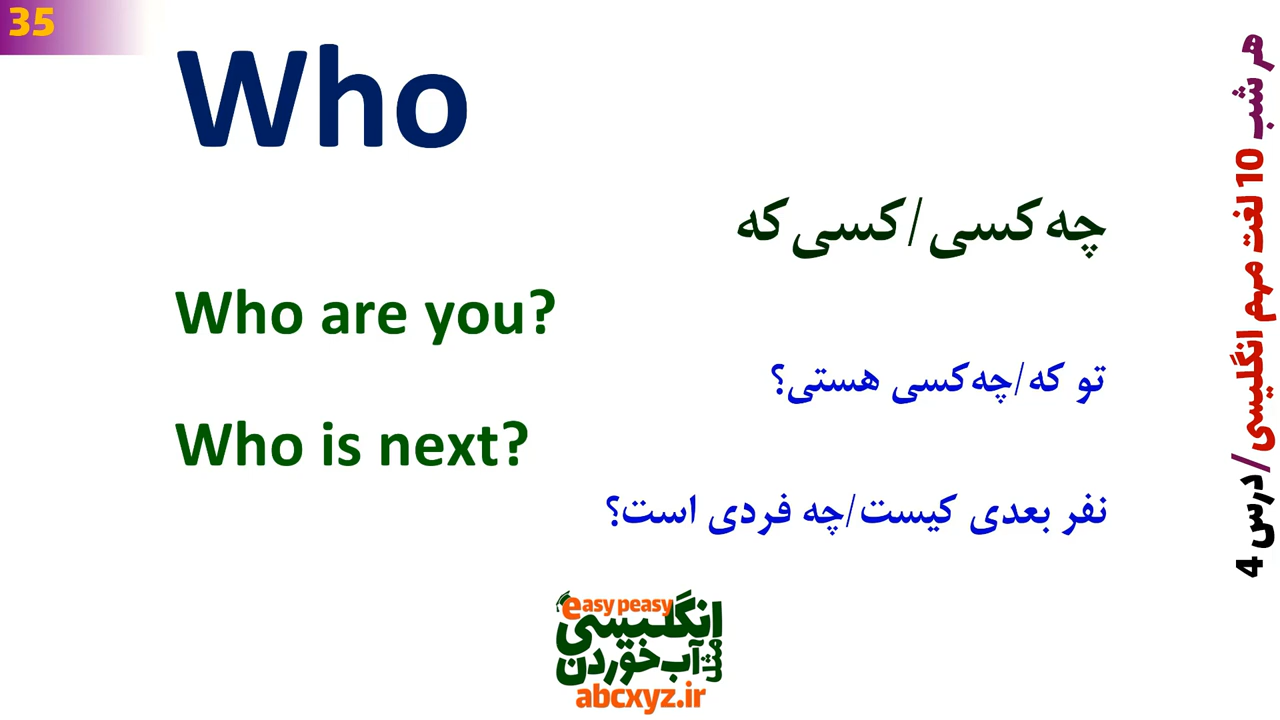 35
Who
چه کسی/کسی که
Who are you?
تو که/چه کسی هستی؟
Who is next?
نفر بعدی کیست/چه فردی است؟
هر شب 10 لغت مهم انگلیسی/درس 4
easy peasy
انگلیسی
مثل آب خوردن
abcxyz.ir